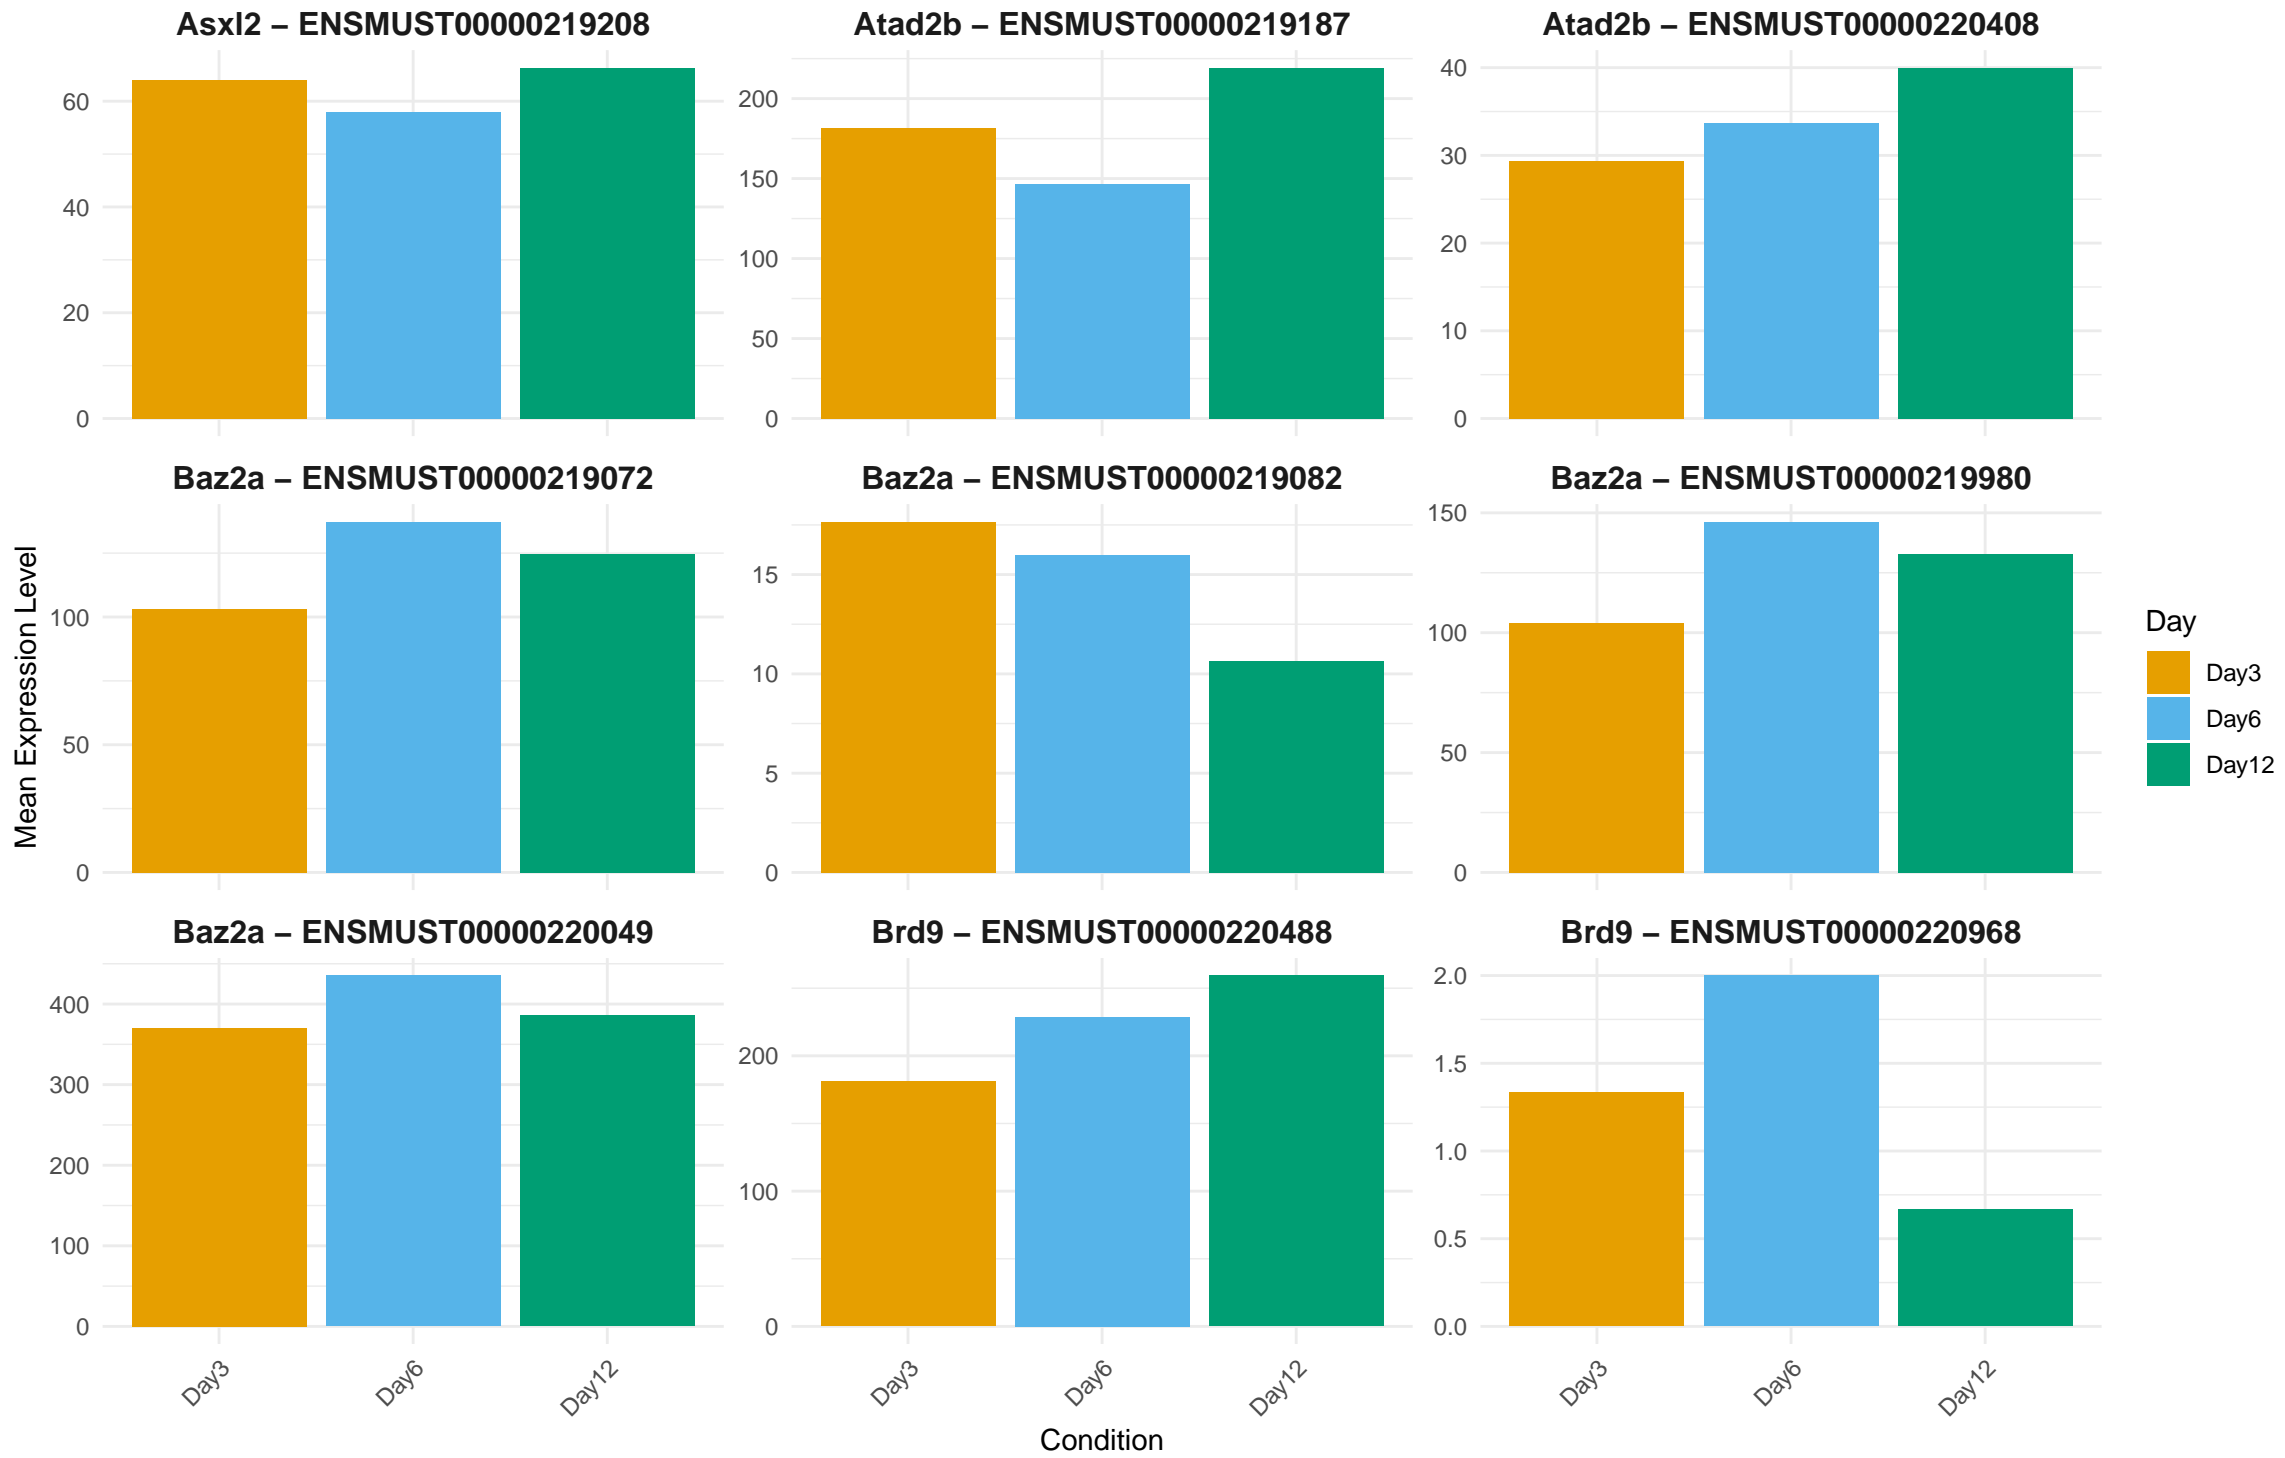 Asxl2 – ENSMUST00000219208
Atad2b – ENSMUST00000219187
Atad2b – ENSMUST00000220408
60
40
20
0
200
150
100
50
0
40
30
20
10
0
Baz2a – ENSMUST00000219072
Baz2a – ENSMUST00000219082
Baz2a – ENSMUST00000219980
100
50
0
15
10
5
0
150
100
50
0
Baz2a – ENSMUST00000220049
Brd9 – ENSMUST00000220488
Brd9 – ENSMUST00000220968
400
300
200
100
0
200
100
0
2.0
1.5
1.0
0.5
0.0
Day3
Day6
Day12
Day3
Day6
Day12
Day3
Day6
Day12
Condition
Mean Expression Level
Day
Day3
Day6
Day12